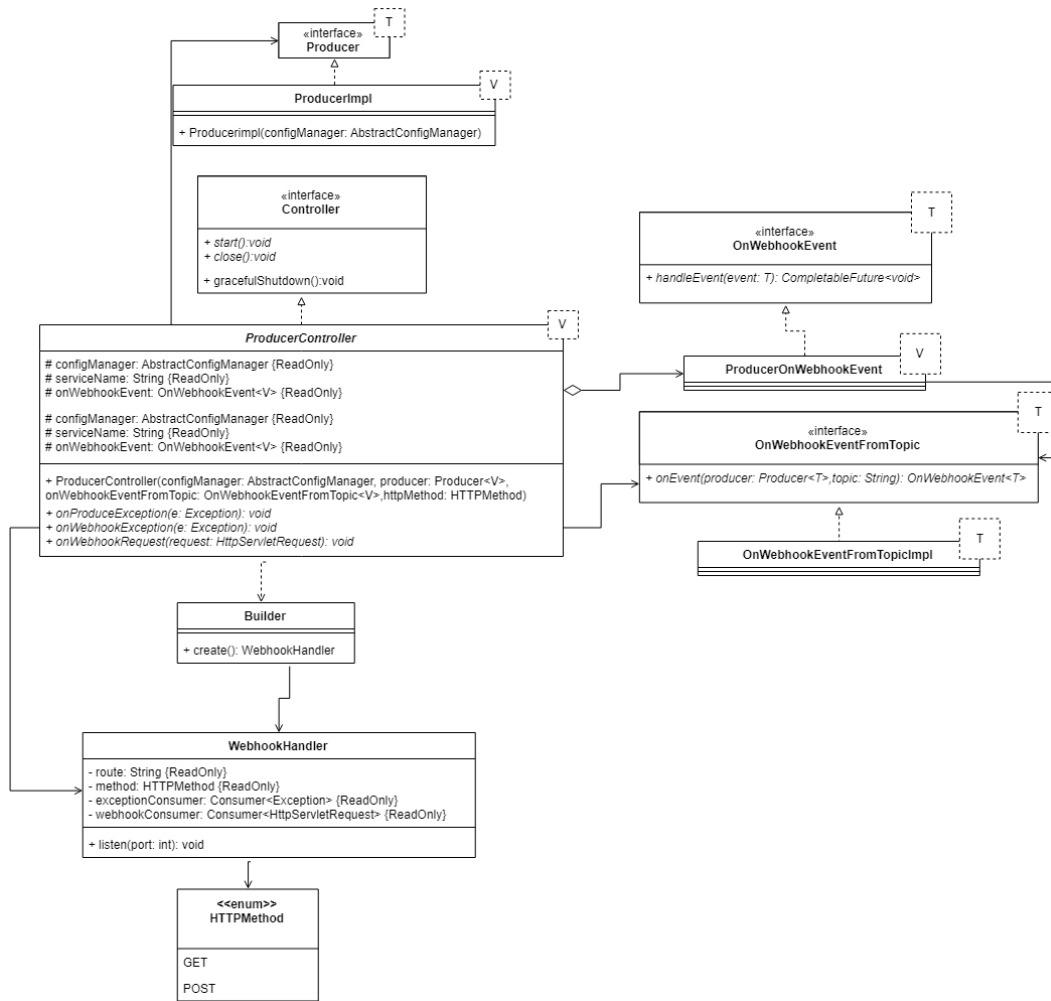 T
«interface»
Producer
V
ProducerImpl
+ Producerimpl(configManager: AbstractConfigManager)
«interface»
Controller
+ start():void
+ close():void
+ gracefulShutdown():void
T
«interface»
OnWebhookEvent
+ handleEvent(event: T): CompletableFuture<void>
V
ProducerController
# configManager: AbstractConfigManager {ReadOnly}
# serviceName: String {ReadOnly}
# onWebhookEvent: OnWebhookEvent<V> {ReadOnly}
# configManager: AbstractConfigManager {ReadOnly}
# serviceName: String {ReadOnly}
# onWebhookEvent: OnWebhookEvent<V> {ReadOnly}
+ ProducerController(configManager: AbstractConfigManager, producer: Producer<V>,
onWebhookEventFromTopic: OnWebhookEventFromTopic<V>,httpMethod: HTTPMethod)
+ onProduceException(e: Exception): void
+ onWebhookException(e: Exception): void
+ onWebhookRequest(request: HttpServletRequest): void
V
ProducerOnWebhookEvent
T
«interface»
OnWebhookEventFromTopic
+ onEvent(producer: Producer<T>,topic: String): OnWebhookEvent<T>
T
OnWebhookEventFromTopicImpl
Builder
+ create(): WebhookHandler
WebhookHandler
- route: String {ReadOnly}
- method: HTTPMethod {ReadOnly}
- exceptionConsumer: Consumer<Exception> {ReadOnly}
- webhookConsumer: Consumer<HttpServletRequest> {ReadOnly}
+ listen(port: int): void
<<enum>>
HTTPMethod
GET
POST